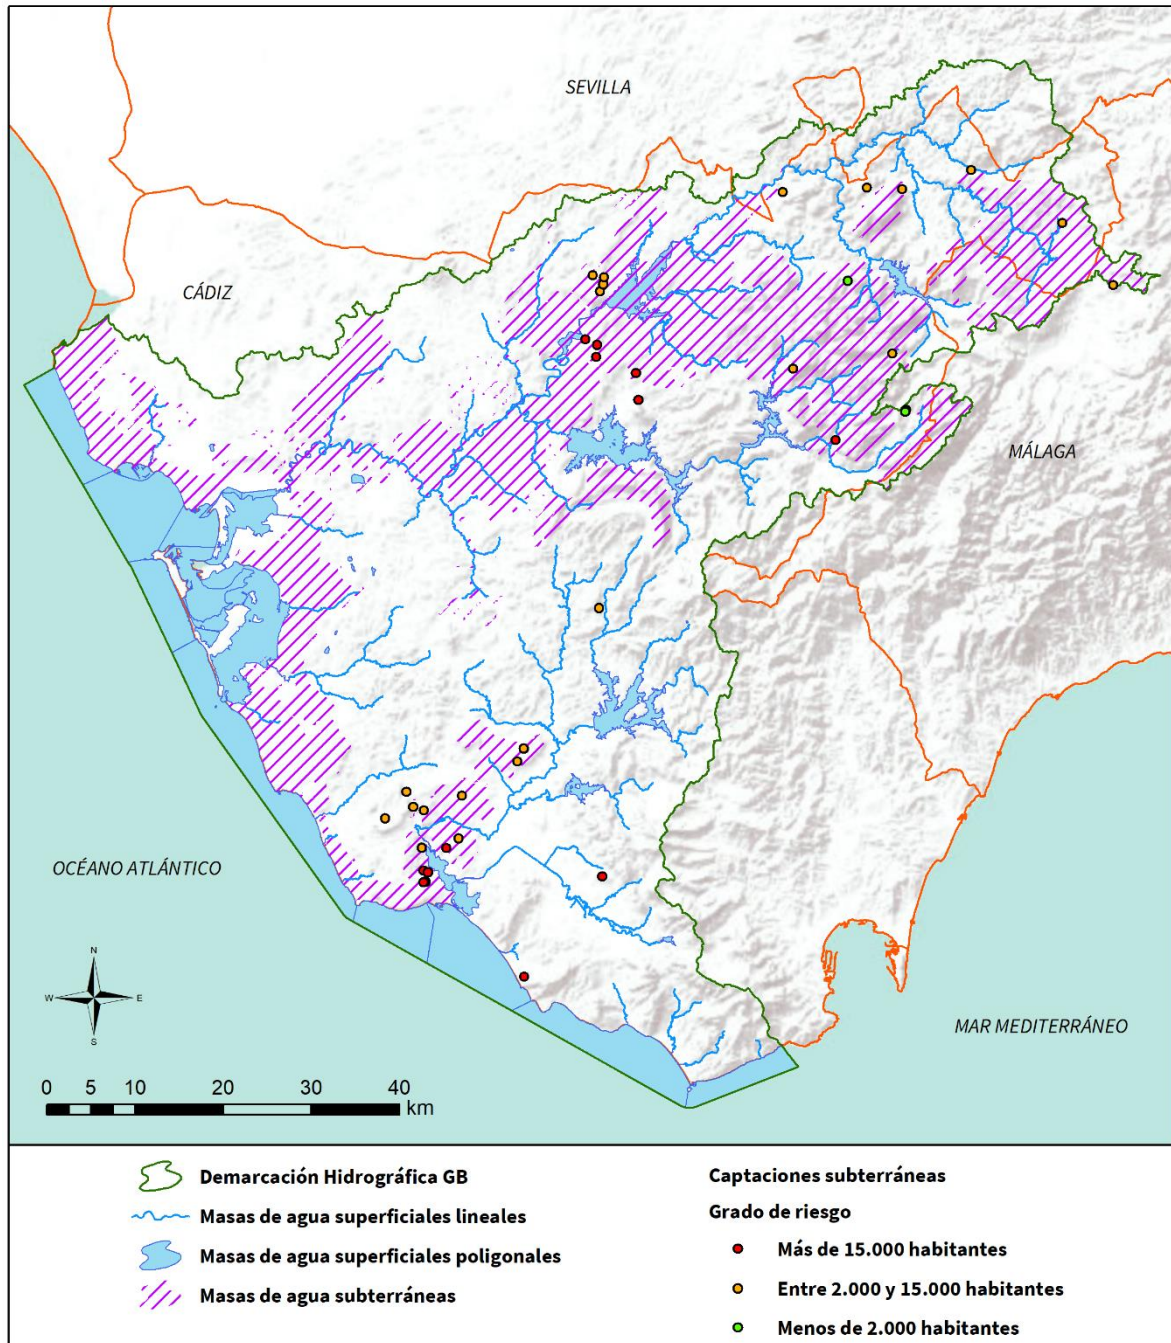 SEVILLA
CÁDIZ
MÁLAGA
OCÉANO ATLÁNTICO
N
W E
S
MAR MEDITERRÁNEO
0 5 10 20 30 40
km
Demarcación Hidrográfica GB
Masas de agua superficiales lineales
Masas de agua superficiales poligonales
Masas de agua subterráneas
Captaciones subterráneas
Grado de riesgo
Más de 15.000 habitantes
Entre 2.000 y 15.000 habitantes
Menos de 2.000 habitantes